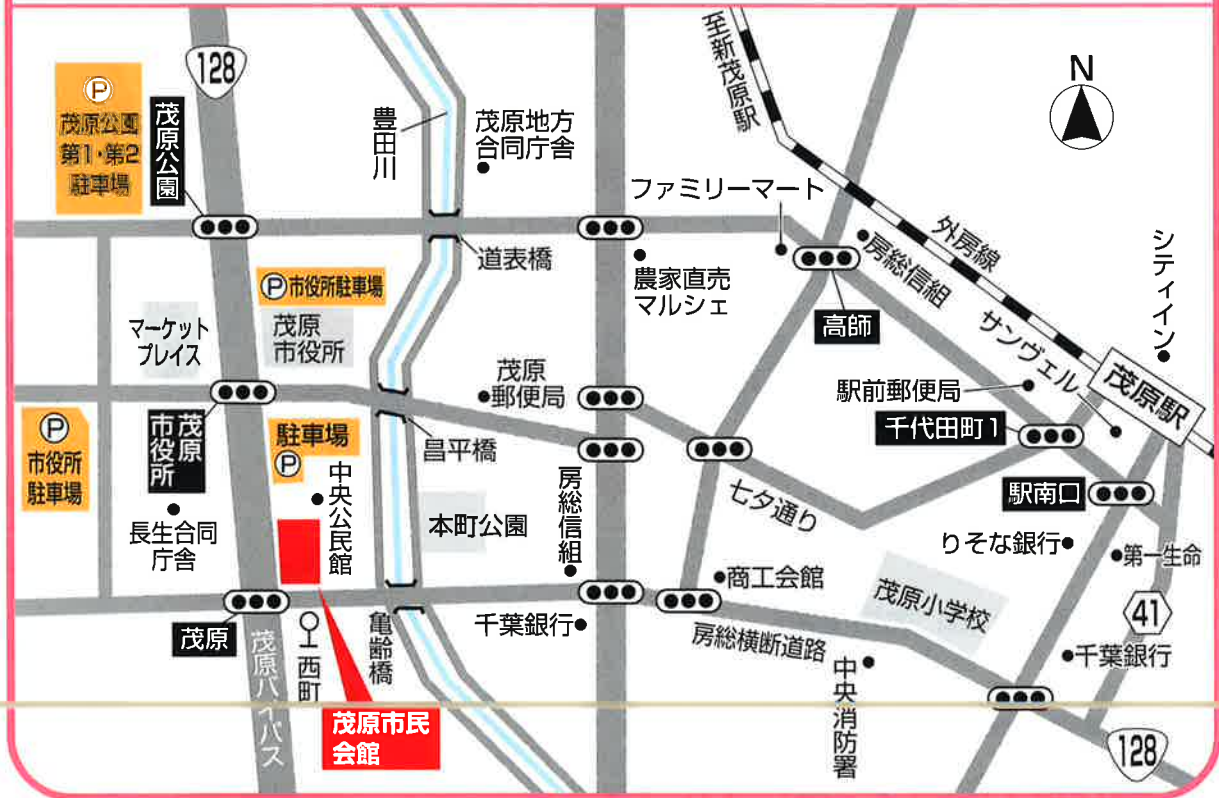 至新茂原駅
N
128
P
茂原公園
第1・第2
駐車場
茂原公園
豊田川
茂原地方
合同庁舎
ファミリーマート
外房線
房総信組
シティイン
道表橋
農家直売
マルシェ
P市役所駐車場
茂原
市役所
マーケット
プレイス
高師
サンヴェル
茂原駅
駅前郵便局
茂原
郵便局
千代田町1
P
市役所
駐車場
茂原
市役所
駐車場
P
中央公民館
昌平橋
七夕通り
駅南口
長生合同
庁舎
本町公園
房総信組
りそな銀行
第一生命
商工会館
茂原小学校
41
茂原
茂原バイパス
西町
亀齢橋
千葉銀行
房総横断道路
中央消防署
千葉銀行
茂原市民
会館
128